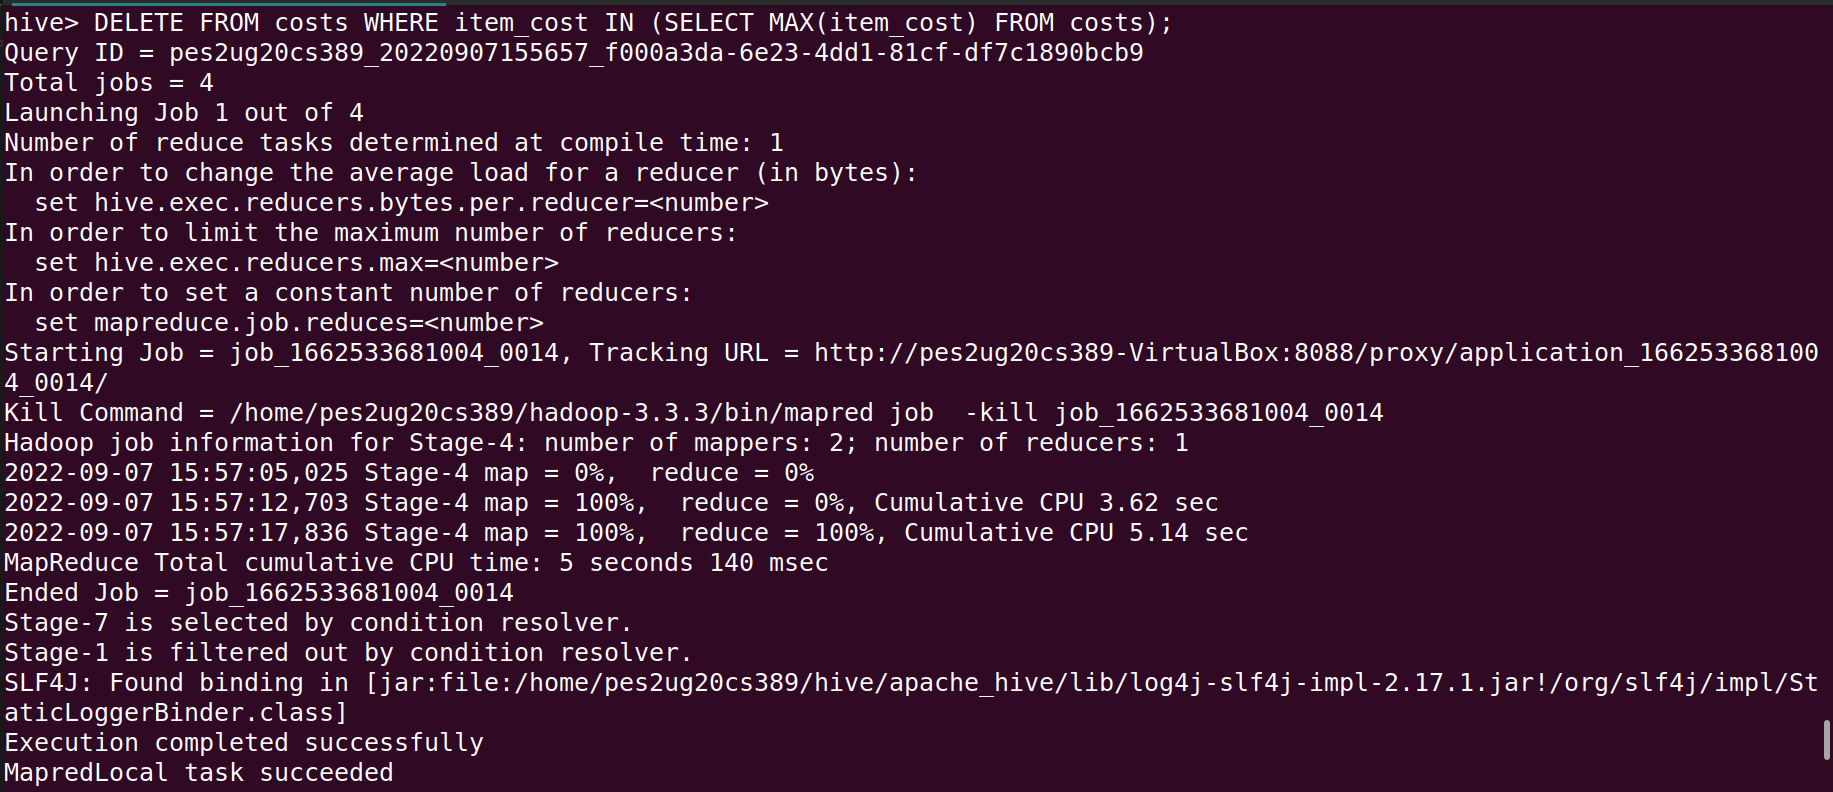 hive> DELETE FROM costs WHERE item_cost IN (SELECT MAX(item_cost) FROM costs);
Query ID = pes2ug20cs389_20220907155657_f000a3da-6e23-4dd1-81cf-df7c1890bcb9
Total jobs = 4
Launching Job 1 out of 4
Number of reduce tasks determined at compile time: 1
In order to change the average load for a reducer (in bytes):
  set hive.exec.reducers.bytes.per.reducer=<number>
In order to limit the maximum number of reducers:
  set hive.exec.reducers.max=<number>
In order to set a constant number of reducers:
  set mapreduce.job.reduces=<number>
Starting Job = job_1662533681004_0014, Tracking URL = http://pes2ug20cs389-VirtualBox:8088/proxy/application_166253368100
4_0014/
Kill Command = /home/pes2ug20cs389/hadoop-3.3.3/bin/mapred job  -kill job_1662533681004_0014
Hadoop job information for Stage-4: number of mappers: 2; number of reducers: 1
2022-09-07 15:57:05,025 Stage-4 map = 0%,  reduce = 0%
2022-09-07 15:57:12,703 Stage-4 map = 100%,  reduce = 0%, Cumulative CPU 3.62 sec
2022-09-07 15:57:17,836 Stage-4 map = 100%,  reduce = 100%, Cumulative CPU 5.14 sec
MapReduce Total cumulative CPU time: 5 seconds 140 msec
Ended Job = job_1662533681004_0014
Stage-7 is selected by condition resolver.
Stage-1 is filtered out by condition resolver.
SLF4J: Found binding in [jar:file:/home/pes2ug20cs389/hive/apache_hive/lib/log4j-slf4j-impl-2.17.1.jar!/org/slf4j/impl/St
aticLoggerBinder.class]
Execution completed successfully
MapredLocal task succeeded